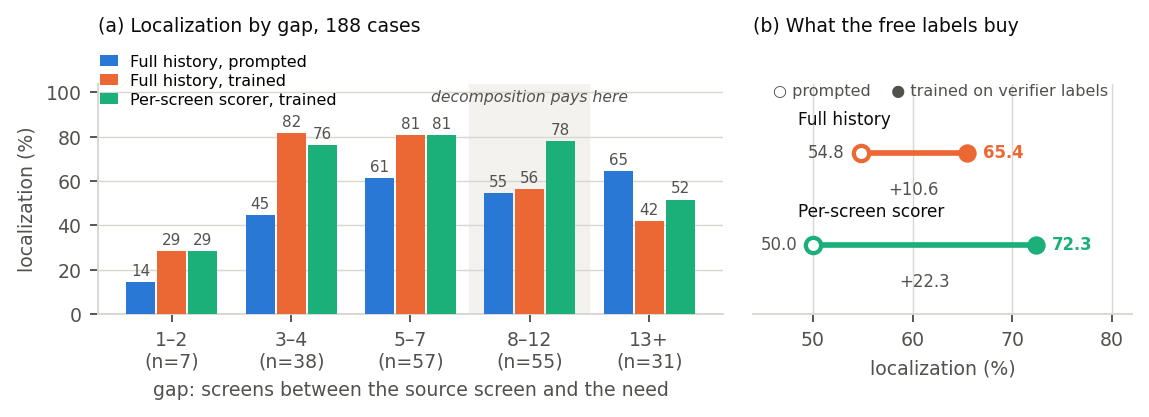 (a) Localization by gap, 188 cases
Full history, prompted
Full history, trained
Per-screen scorer, trained
decomposition pays here
localization (%)
100
80
60
40
20
0
14
29
29
45
82
76
61
81
81
55
56
78
65
42
52
1–2
(n=7)
3–4
(n=38)
5–7
(n=57)
8–12
(n=55)
13+
(n=31)
gap: screens between the source screen and the need
(b) What the free labels buy
prompted
trained on verifier labels
Full history
54.8
65.4
+10.6
Per-screen scorer
50.0
72.3
+22.3
50
60
70
80
localization (%)